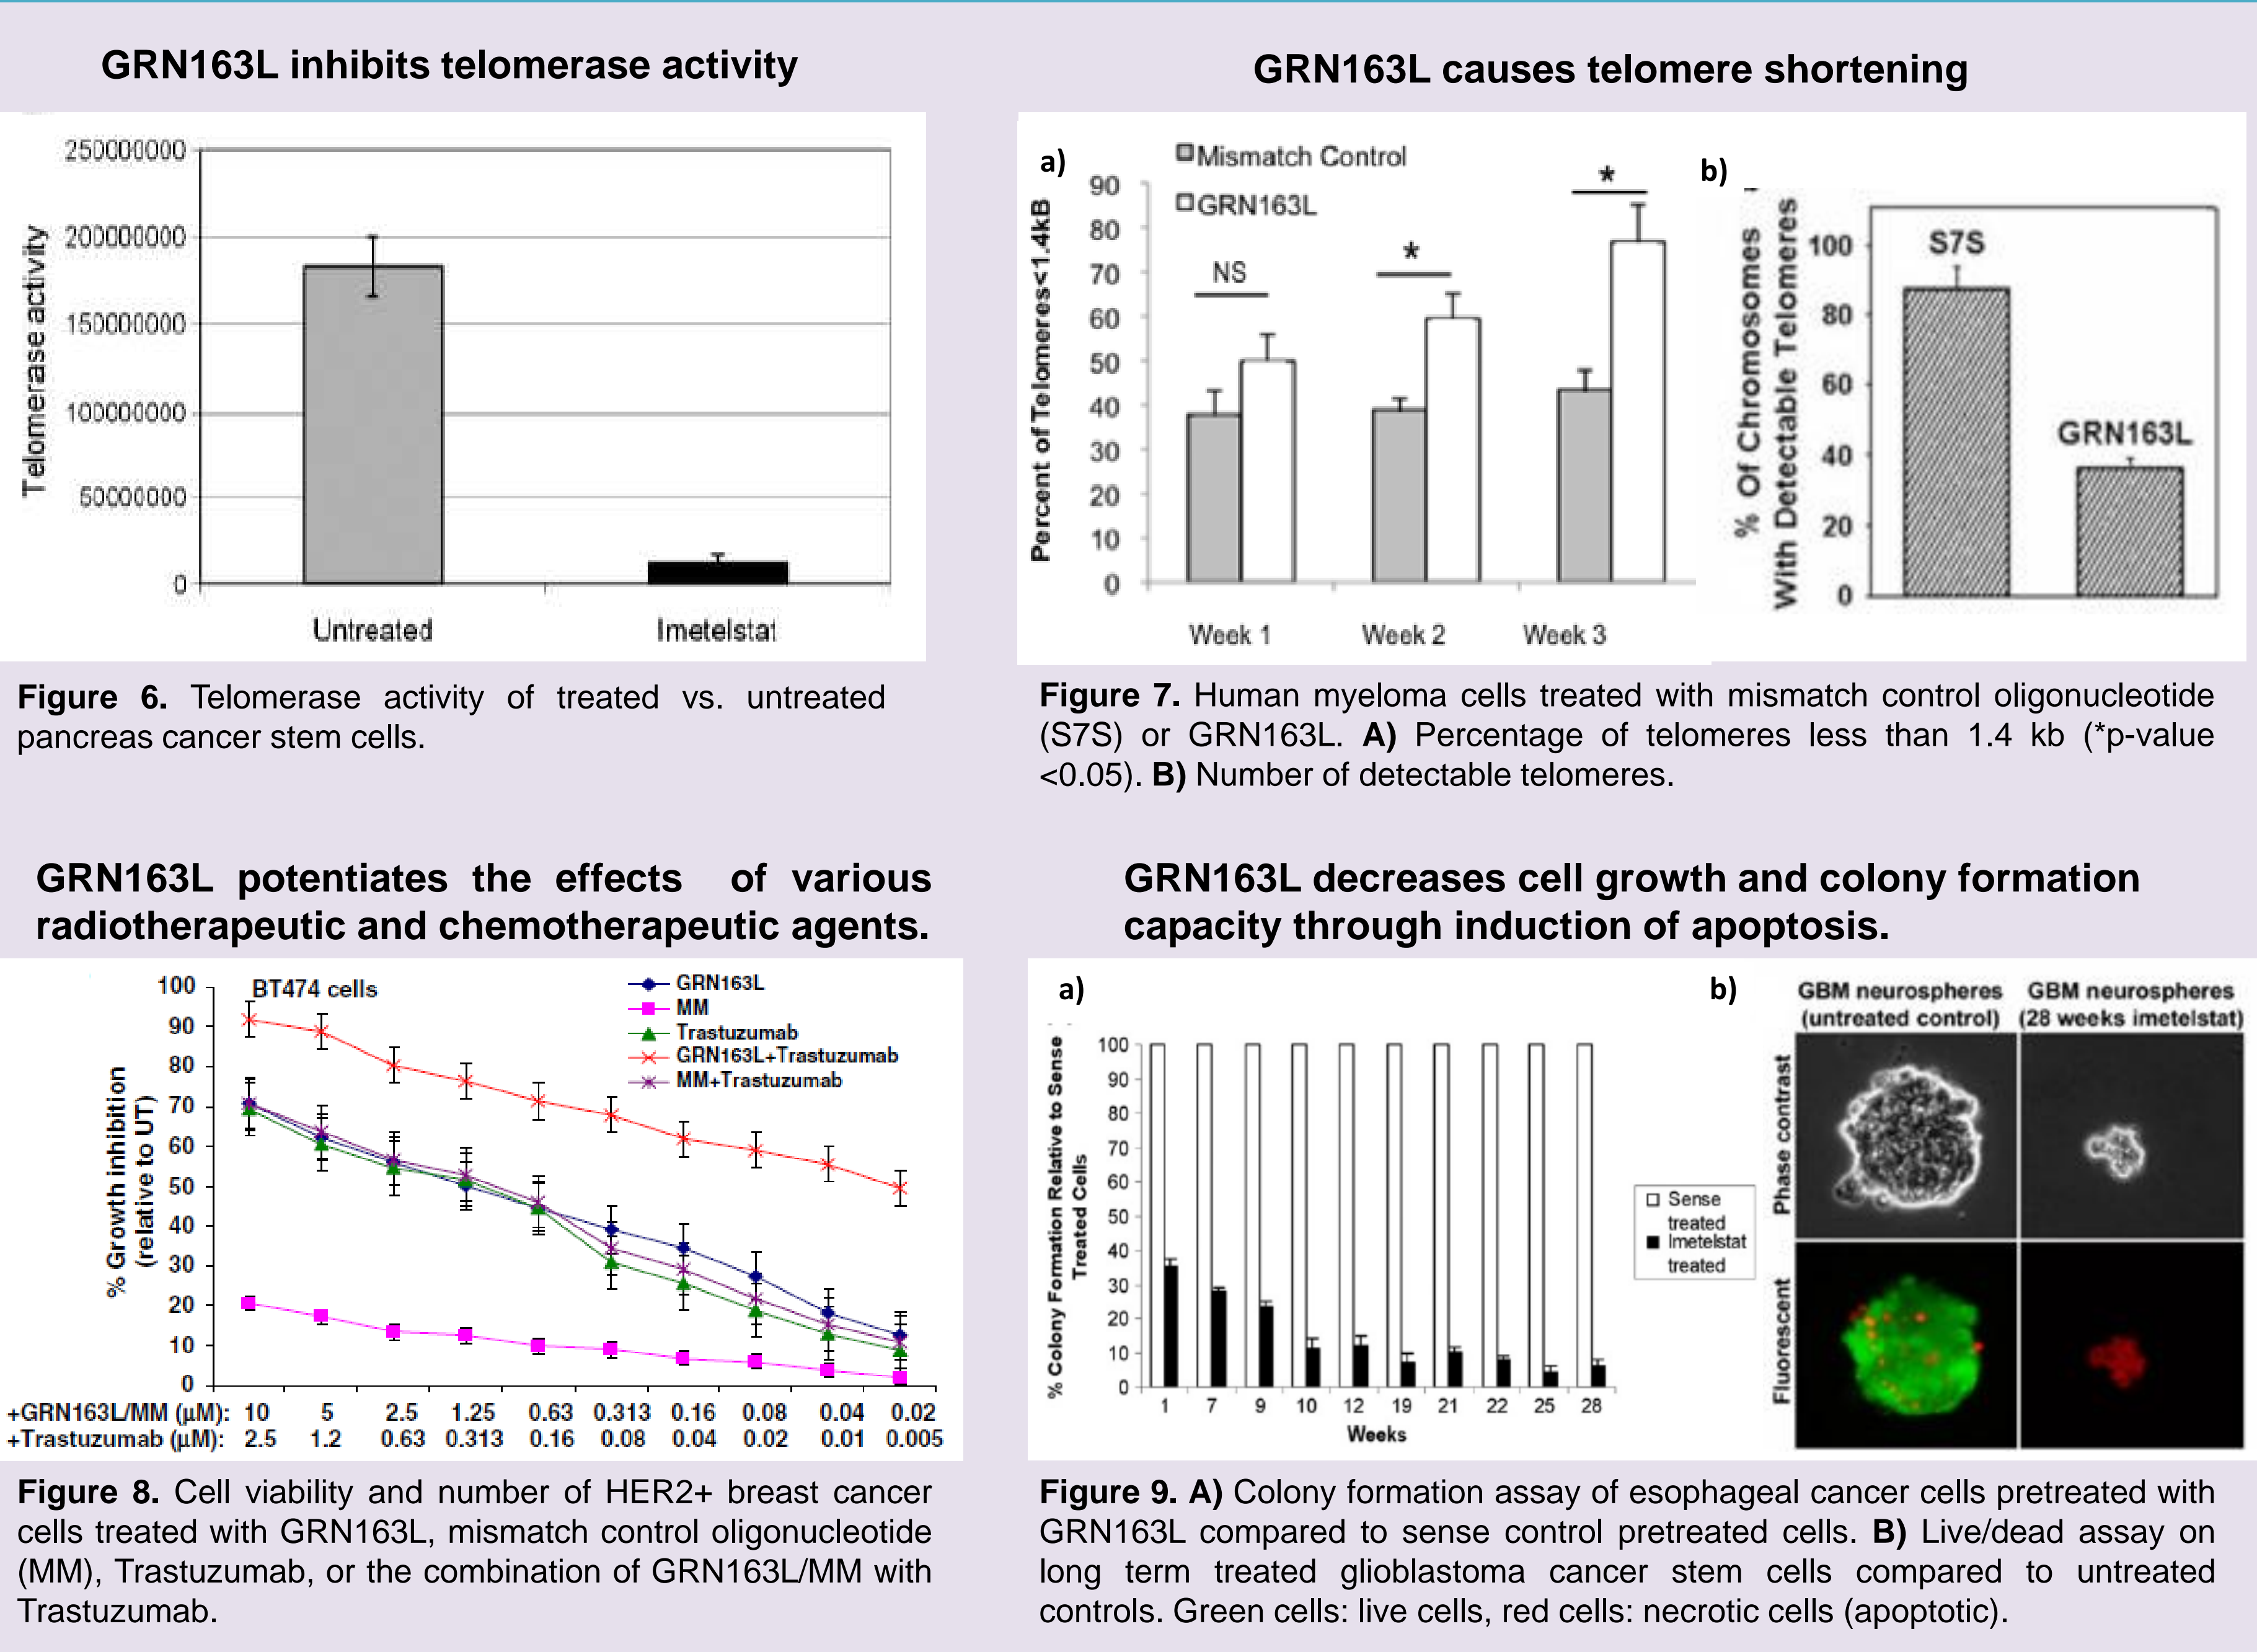 GRN163L inhibits telomerase activity
Telomerase activity
250000000
200000000
150000000
100000000
50000000
0
Untreated
Imetelstat
Figure 6. Telomerase activity of treated vs. untreated
pancreas cancer stem cells.
GRN163L causes telomere shortening
a)
Mismatch Control
GRN163L
Percent of Telomeres<1.4kB
90
80
70
60
50
40
30
20
10
0
NS
*
*
Week 1
Week 2
Week 3
b)
% Of Chromosomes
With Detectable Telomeres
100
80
60
40
20
0
S7S
GRN163L
Figure 7. Human myeloma cells treated with mismatch control oligonucleotide
(S7S) or GRN163L. A) Percentage of telomeres less than 1.4 kb (*p-value
<0.05). B) Number of detectable telomeres.
GRN163L potentiates the effects of various
radiotherapeutic and chemotherapeutic agents.
BT474 cells
GRN163L
MM
Trastuzumab
GRN163L+Trastuzumab
MM+Trastuzumab
% Growth inhibition
(relative to UT)
100
90
80
70
60
50
40
30
20
10
0
+GRN163L/MM (µM): 10 5 2.5 1.25 0.63 0.313 0.16 0.08 0.04 0.02
+Trastuzumab (µM): 2.5 1.2 0.63 0.313 0.16 0.08 0.04 0.02 0.01 0.005
Figure 8. Cell viability and number of HER2+ breast cancer
cells treated with GRN163L, mismatch control oligonucleotide
(MM), Trastuzumab, or the combination of GRN163L/MM with
Trastuzumab.
GRN163L decreases cell growth and colony formation
capacity through induction of apoptosis.
a)
% Colony Formation Relative to Sense
Treated Cells
100
90
80
70
60
50
40
30
20
10
0
1 7 9 10 12 19 21 22 25 28
Weeks
Sense
treated
Imetelstat
treated
b)
GBM neurospheres
(untreated control)
GBM neurospheres
(28 weeks imetelstat)
Phase contrast
Fluorescent
Figure 9. A) Colony formation assay of esophageal cancer cells pretreated with
GRN163L compared to sense control pretreated cells. B) Live/dead assay on
long term treated glioblastoma cancer stem cells compared to untreated
controls. Green cells: live cells, red cells: necrotic cells (apoptotic).